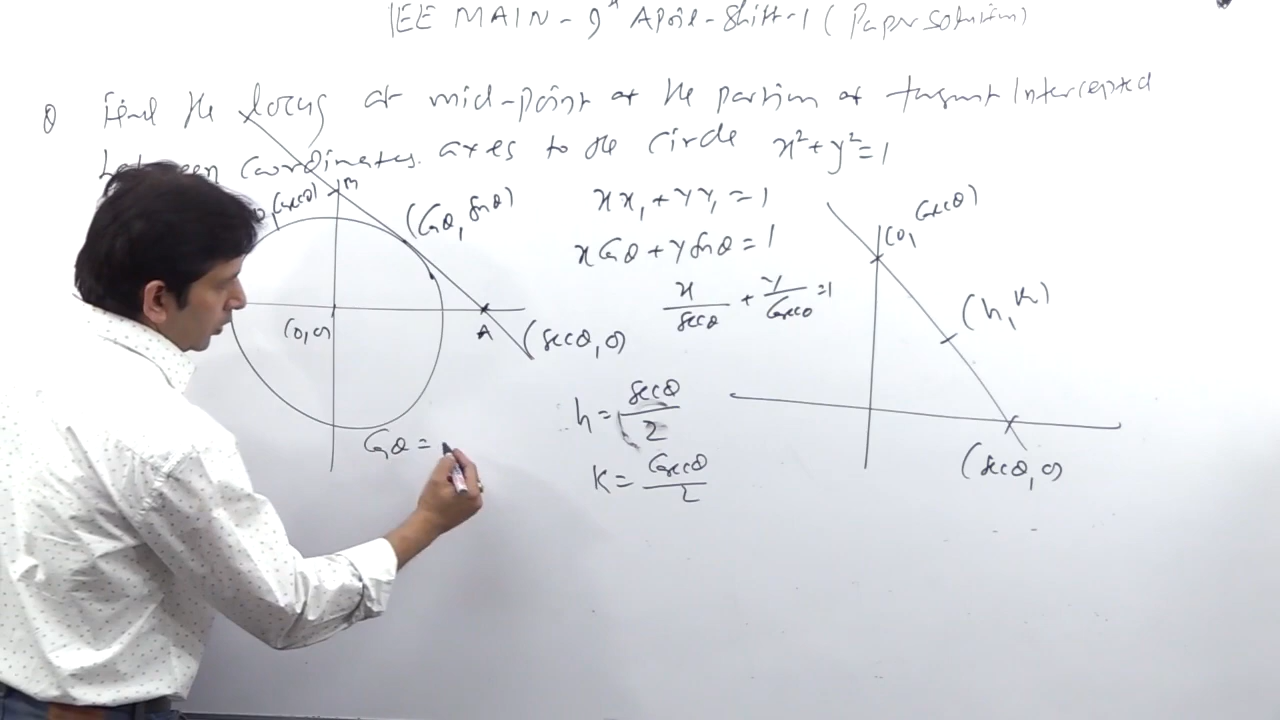 JEE MAIN - 9th April - Shift-1 (Paper solution)
Q Find the locus of mid-point of the portion of tangent Intercepted
between Coordinates. axes to the circle x²+y²=1
B
(0, cosecθ)
(Cosθ, sinθ)
(0,0)
A
(secθ, 0)
Cosθ =
xx₁ + yy₁ = 1
x Cosθ + y sinθ = 1
x/secθ + y/Cosecθ = 1
h = secθ/2
K = Cosecθ/2
(0, Cosecθ)
(h, K)
(secθ, 0)